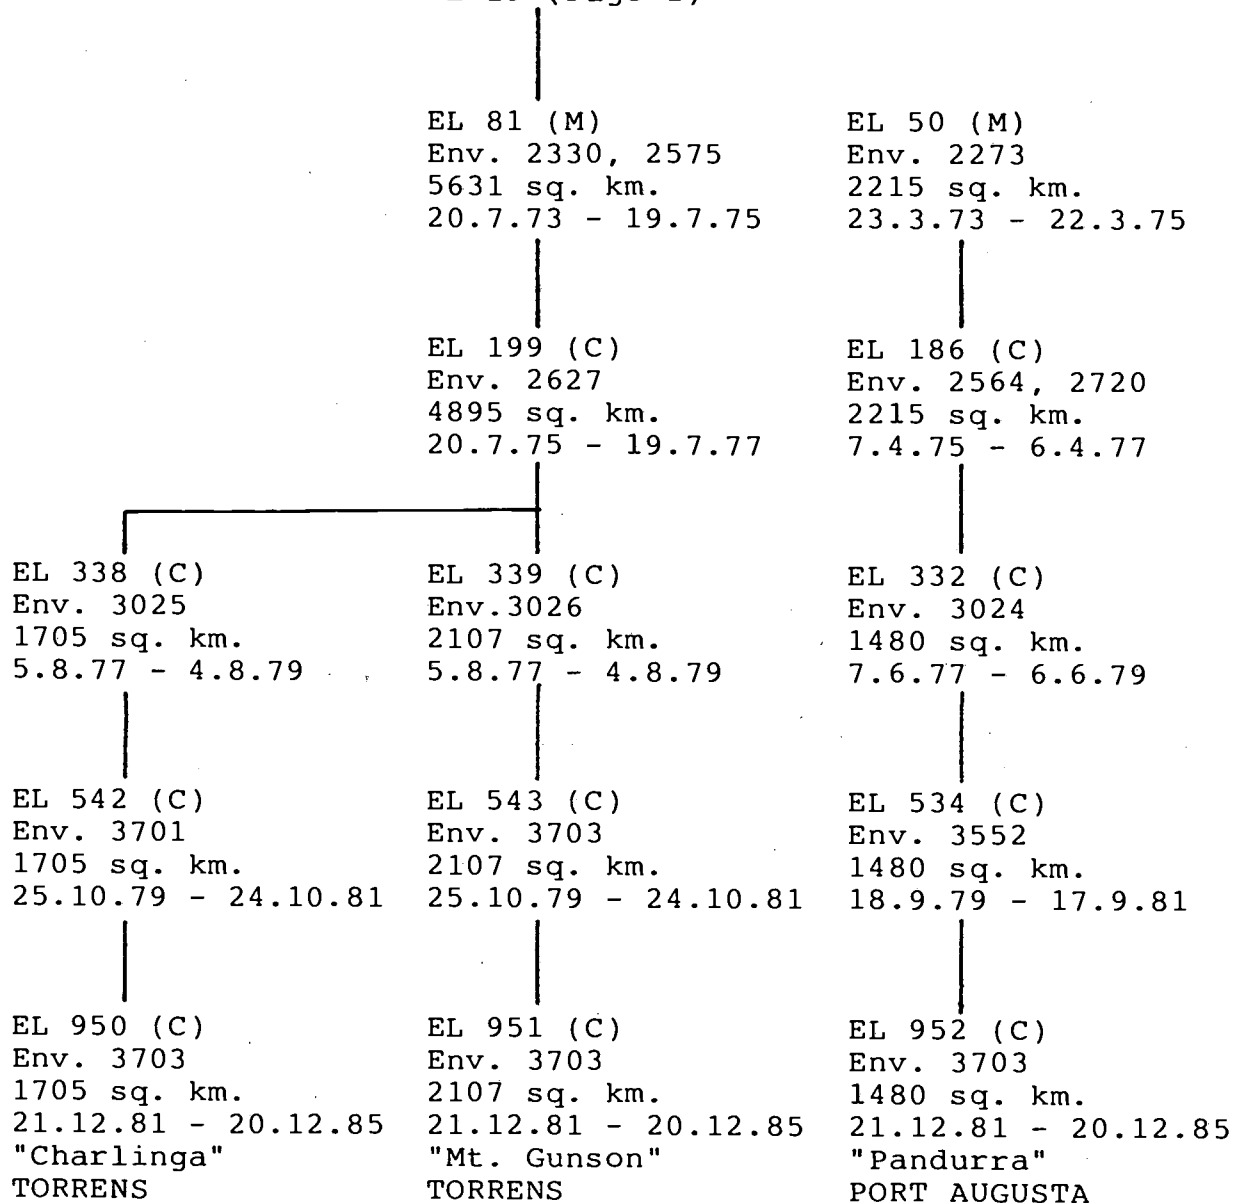 EL 81 (M)
Env. 2330, 2575
5631 sq. km.
20.7.73 - 19.7.75
EL 50 (M)
Env. 2273
2215 sq. km.
23.3.73 - 22.3.75
EL 199 (C)
Env. 2627
4895 sq. km.
20.7.75 - 19.7.77
EL 186 (C)
Env. 2564, 2720
2215 sq. km.
7.4.75 - 6.4.77
EL 338 (C)
Env. 3025
1705 sq. km.
5.8.77 - 4.8.79
EL 339 (C)
Env.3026
2107 sq. km.
5.8.77 - 4.8.79
EL 332 (C)
Env. 3024
1480 sq. km.
7.6.77 - 6.6.79
EL 542 (C)
Env. 3701
1705 sq. km.
25.10.79 - 24.10.81
EL 543 (C)
Env. 3703
2107 sq. km.
25.10.79 - 24.10.81
EL 534 (C)
Env. 3552
1480 sq. km.
18.9.79 - 17.9.81
EL 950 (C)
Env. 3703
1705 sq. km.
21.12.81 - 20.12.85
"Charlinga"
TORRENS
EL 951 (C)
Env. 3703
2107 sq. km.
21.12.81 - 20.12.85
"Mt. Gunson"
TORRENS
EL 952 (C)
Env. 3703
1480 sq. km.
21.12.81 - 20.12.85
"Pandurra"
PORT AUGUSTA